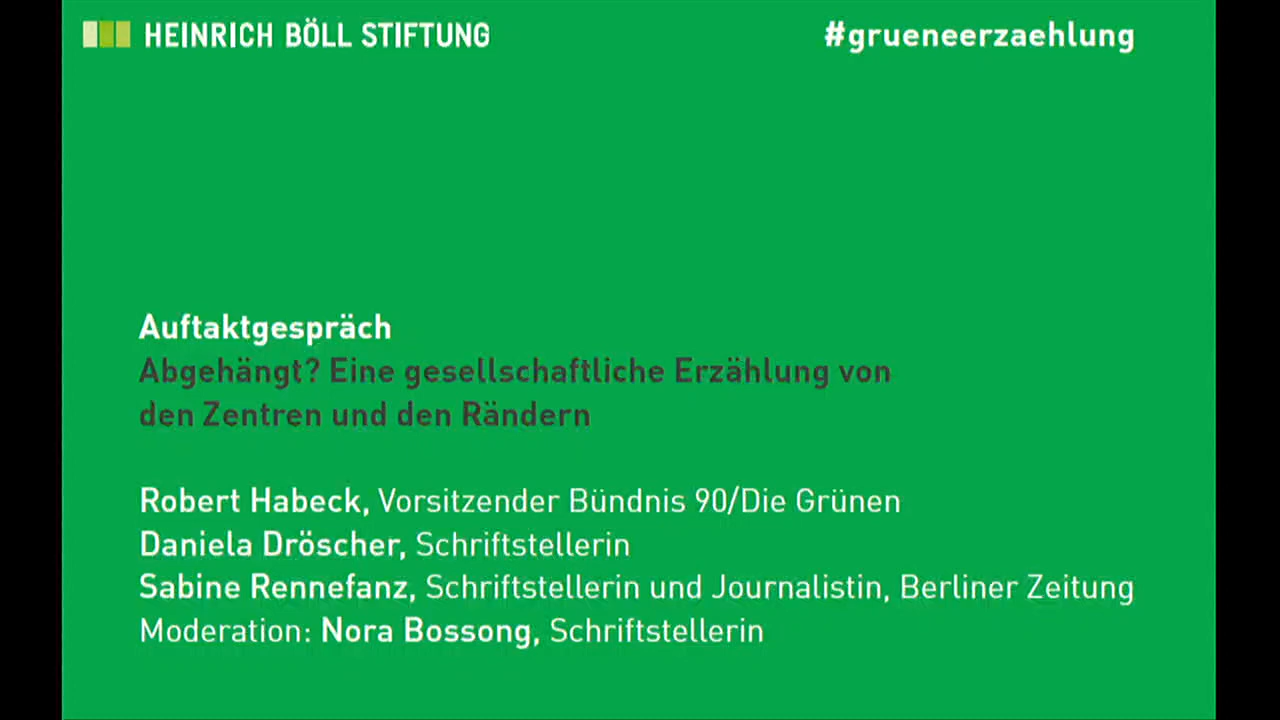 HEINRICH BÖLL STIFTUNG
#grueneerzaehlung
Auftaktgespräch
Abgehängt? Eine gesellschaftliche Erzählung von
den Zentren und den Rändern
Robert Habeck, Vorsitzender Bündnis 90/Die Grünen
Daniela Dröscher, Schriftstellerin
Sabine Rennefanz, Schriftstellerin und Journalistin, Berliner Zeitung
Moderation: Nora Bossong, Schriftstellerin